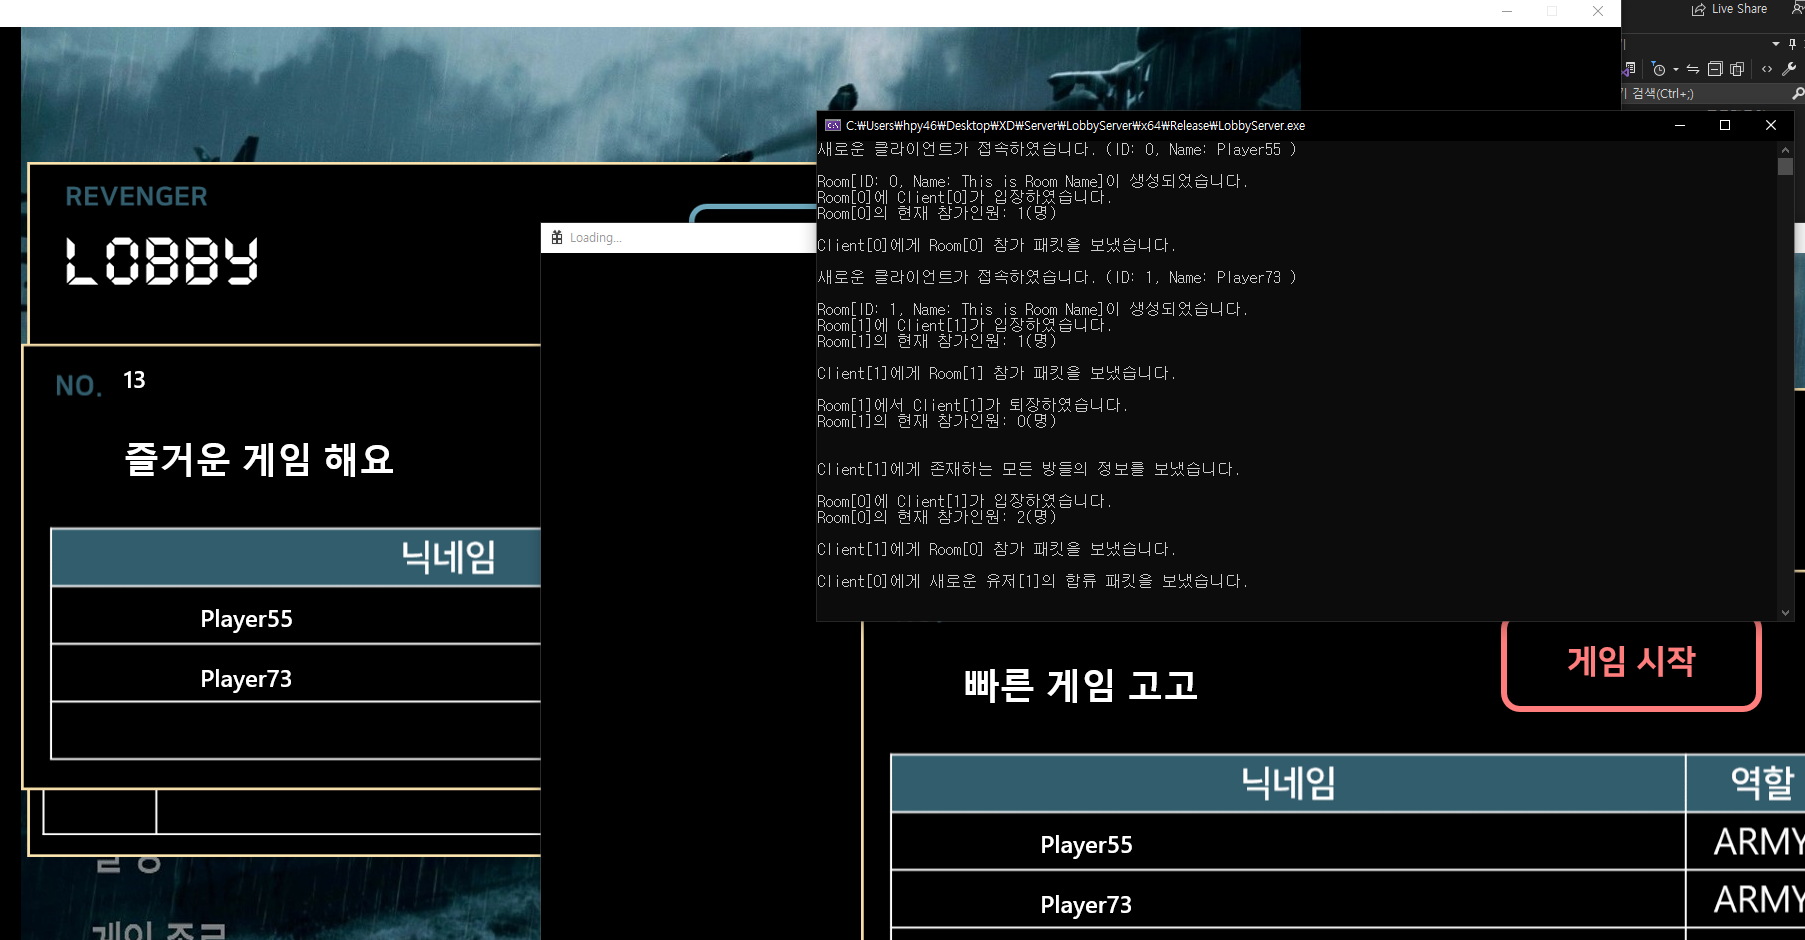 Live Share
검색(Ctrl+;)
C:₩Users₩hpy46₩Desktop₩XD₩Server₩LobbyServer₩x64₩Release₩LobbyServer.exe
새로운 클라이언트가 접속하였습니다. (ID: 0, Name: Player55 )
Room[ID: 0, Name: This is Room Name]이 생성되었습니다.
Room[0]에 Client[0]가 입장하였습니다.
Room[0]의 현재 참가인원: 1(명)
Client[0]에게 Room[0] 참가 패킷을 보냈습니다.
새로운 클라이언트가 접속하였습니다. (ID: 1, Name: Player73 )
Room[ID: 1, Name: This is Room Name]이 생성되었습니다.
Room[1]에 Client[1]가 입장하였습니다.
Room[1]의 현재 참가인원: 1(명)
Client[1]에게 Room[1] 참가 패킷을 보냈습니다.
Room[1]에서 Client[1]가 퇴장하였습니다.
Room[1]의 현재 참가인원: 0(명)
Client[1]에게 존재하는 모든 방들의 정보를 보냈습니다.
Room[0]에 Client[1]가 입장하였습니다.
Room[0]의 현재 참가인원: 2(명)
Client[1]에게 Room[0] 참가 패킷을 보냈습니다.
Client[0]에게 새로운 유저[1]의 합류 패킷을 보냈습니다.
REVENGER
LOBBY
Loading...
NO. 13
즐거운 게임 해요
닉네임
Player55
Player73
게임 시작
빠른 게임 고고
닉네임 역할
Player55 ARMY
Player73 ARMY